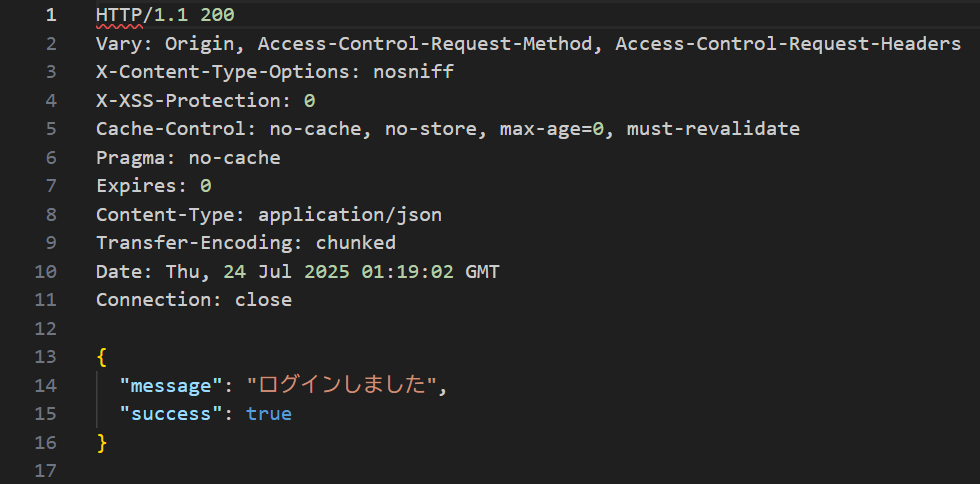 1 HTTP/1.1 200
2 Vary: Origin, Access-Control-Request-Method, Access-Control-Request-Headers
3 X-Content-Type-Options: nosniff
4 X-XSS-Protection: 0
5 Cache-Control: no-cache, no-store, max-age=0, must-revalidate
6 Pragma: no-cache
7 Expires: 0
8 Content-Type: application/json
9 Transfer-Encoding: chunked
10 Date: Thu, 24 Jul 2025 01:19:02 GMT
11 Connection: close
12
13 {
14   "message": "ログインしました",
15   "success": true
16 }
17